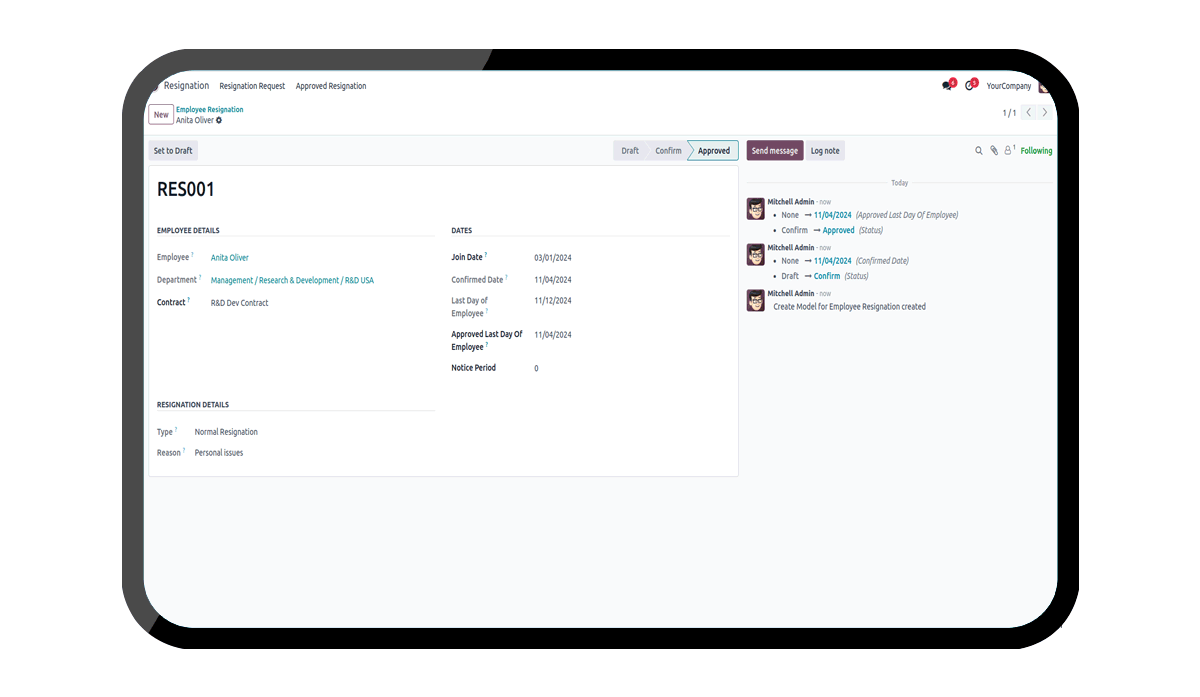 Resignation Resignation Request Approved Resignation 4 5 YourCompany
New Employee Resignation
Anita Oliver 1 / 1
Set to Draft Draft Confirm Approved Send message Log note 1 Following
RES001
EMPLOYEE DETAILS
Employee ? Anita Oliver
Department ? Management / Research & Development / R&D USA
Contract ? R&D Dev Contract
DATES
Join Date ? 03/01/2024
Confirmed Date ? 11/04/2024
Last Day of 11/12/2024
Employee ?
Approved Last Day Of 11/04/2024
Employee ?
Notice Period 0
RESIGNATION DETAILS
Type ? Normal Resignation
Reason ? Personal issues
Today
Mitchell Admin - now
• None → 11/04/2024 (Approved Last Day Of Employee)
• Confirm → Approved (Status)
Mitchell Admin - now
• None → 11/04/2024 (Confirmed Date)
• Draft → Confirm (Status)
Mitchell Admin - now
Create Model for Employee Resignation created